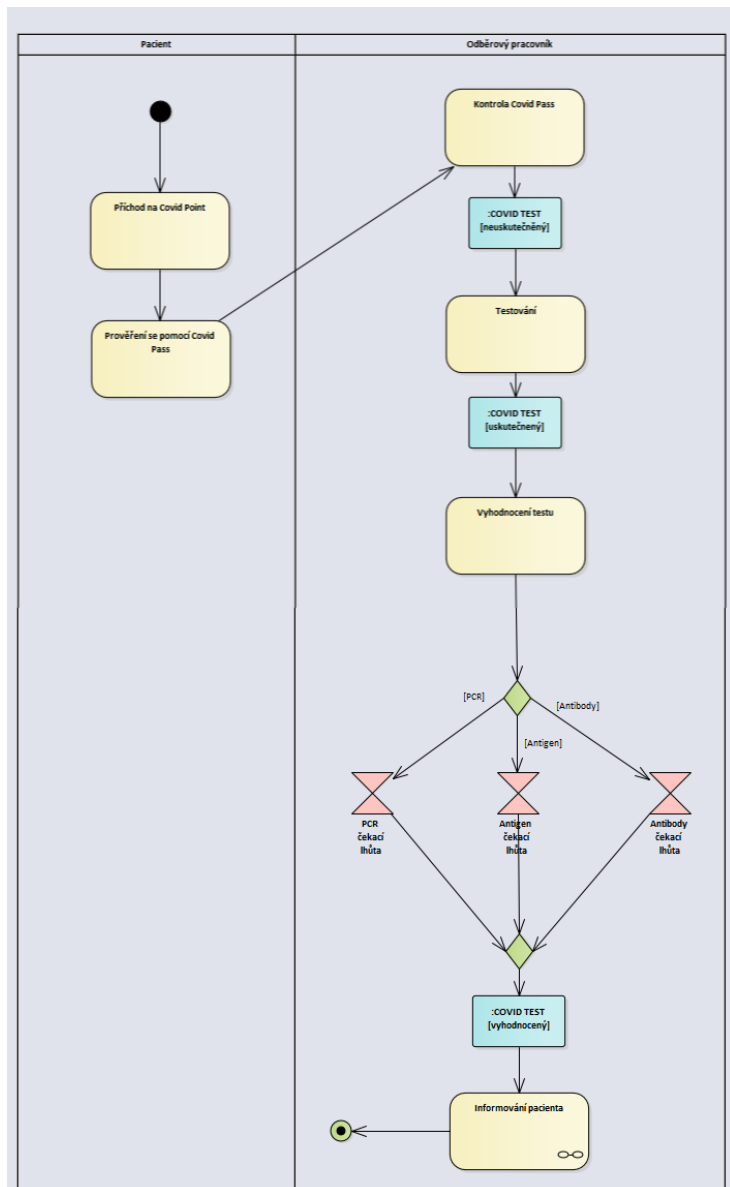 Pacient
Odběrový pracovník
Kontrola Covid Pass
Příchod na Covid Point
:COVID TEST
[neuskutečněný]
Testování
Prověření se pomocí Covid
Pass
:COVID TEST
[uskutečnený]
Vyhodnocení testu
[PCR]
[Antibody]
[Antigen]
PCR
čekací
lhůta
Antigen
čekací
lhůta
Antibody
čekací
lhůta
:COVID TEST
[vyhodnocený]
Informování pacienta